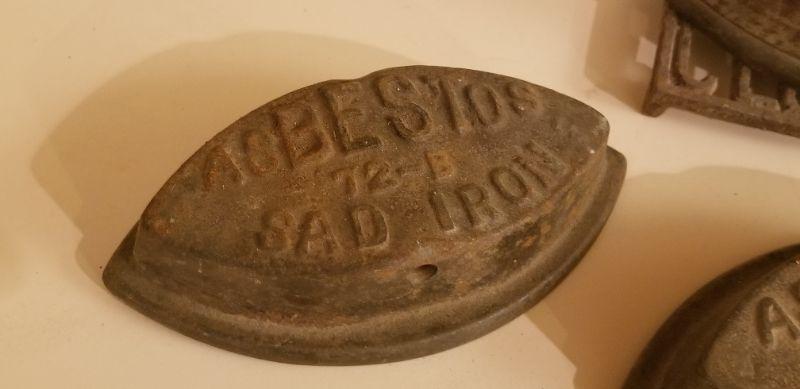 ASBESTOS
72-B
SAD IRON
A